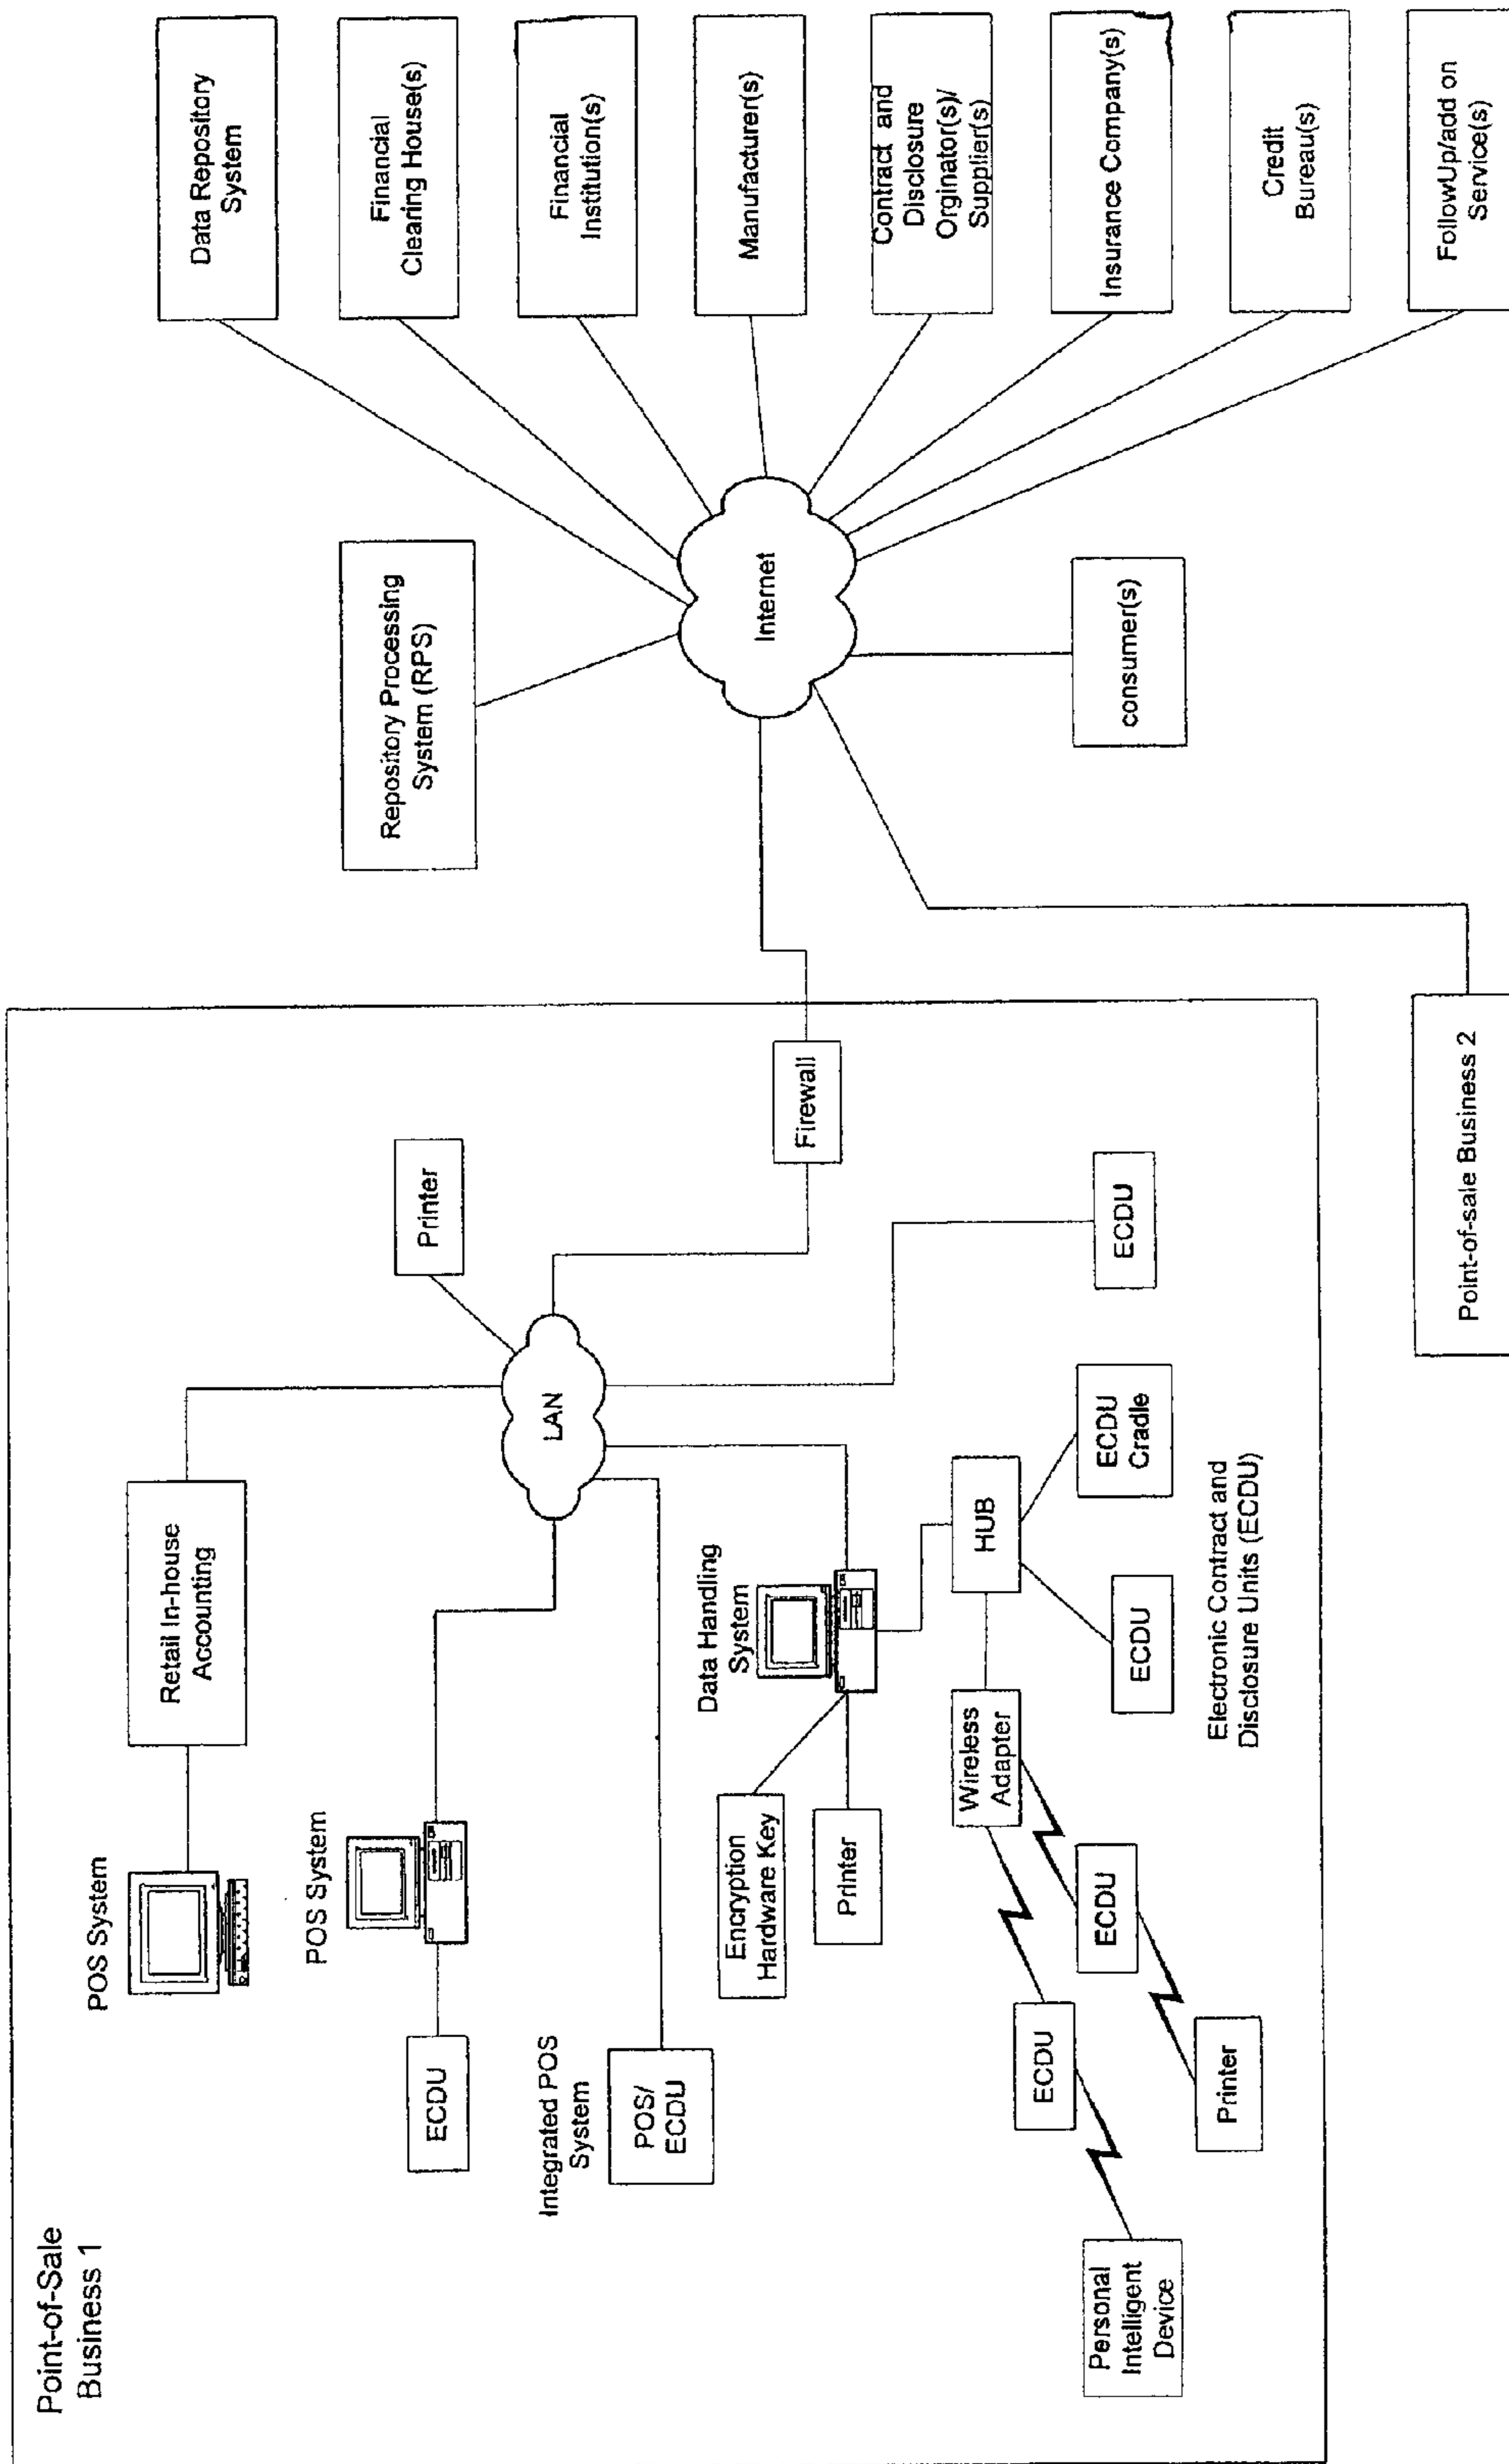 Point-of-Sale
Business 1
POS System
Retail In-house
Accounting
POS System
ECDU
Integrated POS
System
POS/
ECDU
LAN
Printer
Data Handling
System
Encryption
Hardware Key
Printer
HUB
Wireless
Adapter
ECDU
ECDU
Cradle
ECDU
Firewall
ECDU
ECDU
Personal
Intelligent
Device
Printer
Electronic Contract and
Disclosure Units (ECDU)
Point-of-sale Business 2
Repository Processing
System (RPS)
Internet
consumer(s)
Data Repository
System
Financial
Clearing House(s)
Financial
Institution(s)
Manufacturer(s)
Contract and
Disclosure
Orginator(s)/
Supplier(s)
Insurance Company(s)
Credit
Bureau(s)
FollowUp/add on
Service(s)